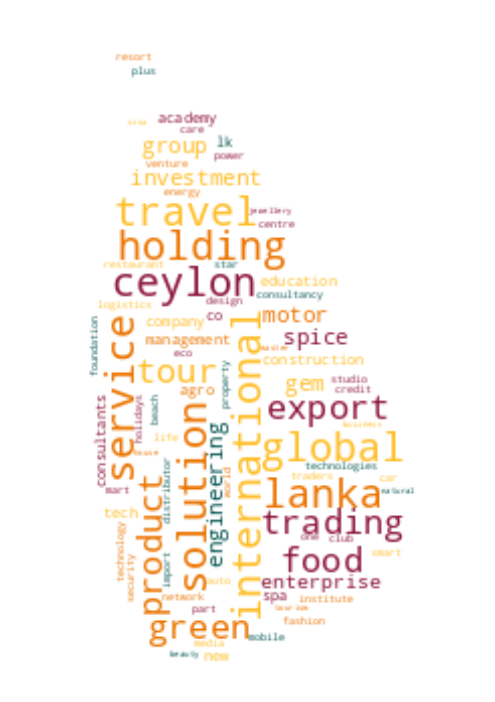 resort
plus
visa
academy
care
group
lk
power
venture
investment
energy
travel
jewellery
centre
holding
restaurant
star
ceylon
education
consultancy
logistics
design
co
motor
foundation
service
company
international
spice
management
eco
master
construction
tour
property
gem
studio
credit
agro
consultants
holidays
beach
solution
export
engineering
business
life
global
house
distributor
technologies
world
traders
car
mart
product
lanka
natural
tech
trading
technology
one
club
security
import
food
smart
auto
enterprise
network
spa
institute
part
tourism
green
fashion
mobile
media
beauty
new